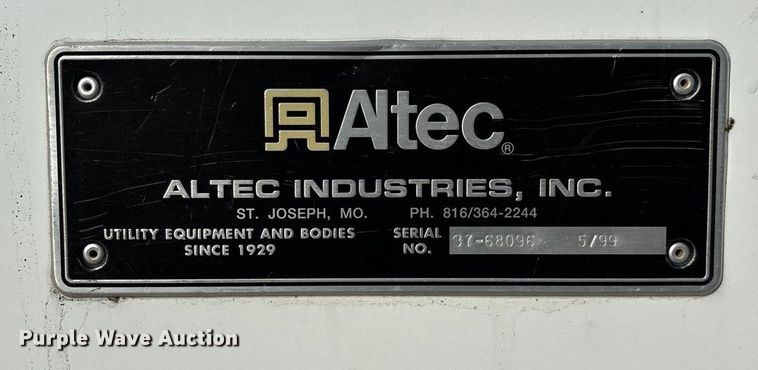 Altec®
ALTEC INDUSTRIES, INC.
ST. JOSEPH, MO. PH. 816/364-2244
UTILITY EQUIPMENT AND BODIES
SINCE 1929
SERIAL NO. 37-68096 5/99
Purple Wave Auction